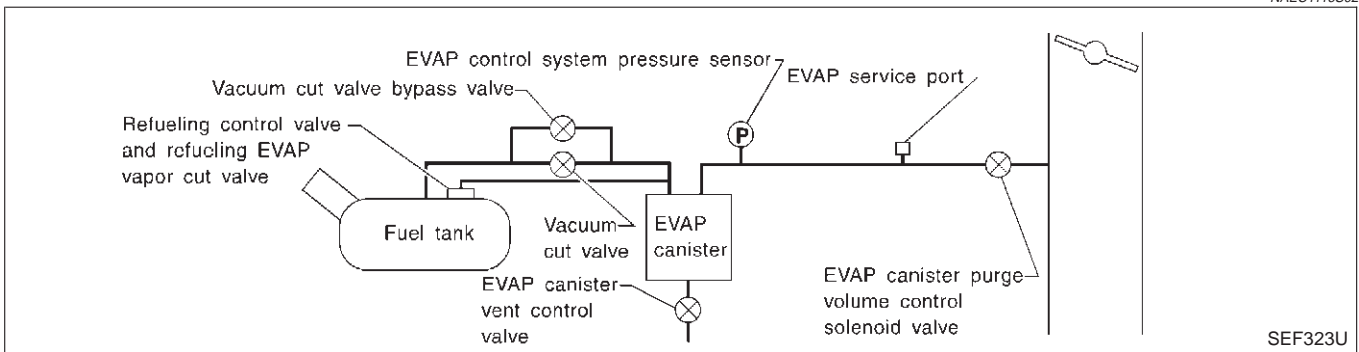 EVAP control system pressure sensor
EVAP service port
Vacuum cut valve bypass valve
Refueling control valve
and refueling EVAP
vapor cut valve
P
Fuel tank
Vacuum
cut valve
EVAP
canister
EVAP canister
vent control
valve
EVAP canister purge
volume control
solenoid valve
SEF323U